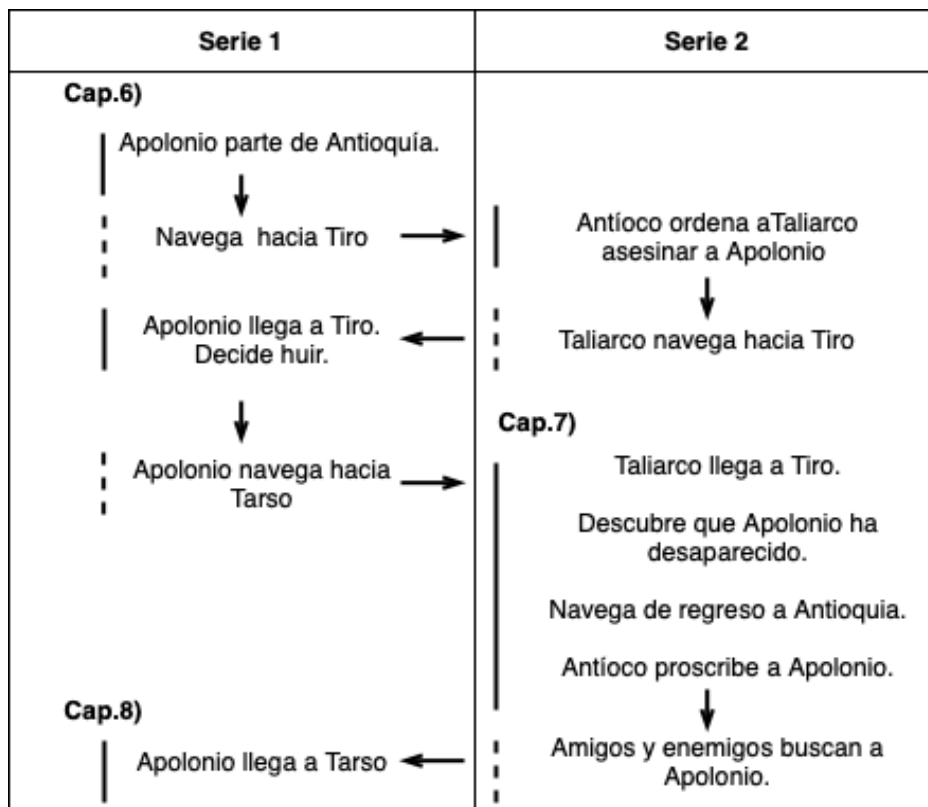 Serie 1
Serie 2
Cap.6)
Apolonio parte de Antioquía.
Navega hacia Tiro
Antíoco ordena aTaliarco
asesinar a Apolonio
Apolonio llega a Tiro.
Decide huir.
Taliarco navega hacia Tiro
Cap.7)
Apolonio navega hacia
Tarso
Taliarco llega a Tiro.
Descubre que Apolonio ha
desaparecido.
Navega de regreso a Antioquia.
Antíoco proscribe a Apolonio.
Cap.8)
Apolonio llega a Tarso
Amigos y enemigos buscan a
Apolonio.